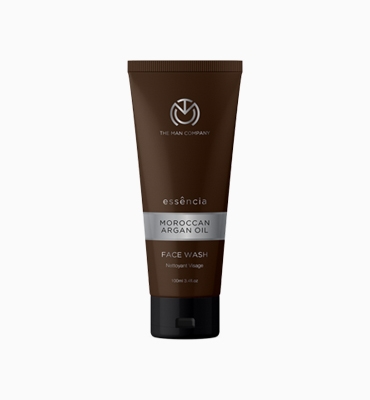 THE MAN COMPANY
essência
MOROCCAN
ARGAN OIL
FACE WASH
Nettoyant Visage